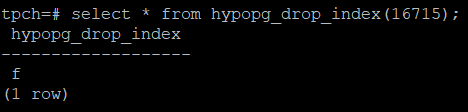 tpch=# select * from hypopg_drop_index(16715);
 hypopg_drop_index
-------------------
 f
(1 row)